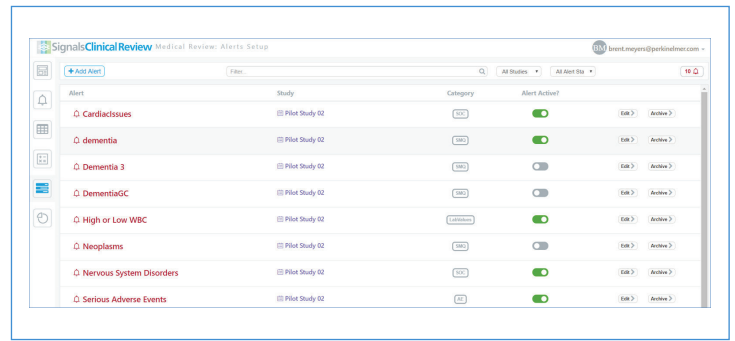 SignalsClinicalReview Medical Review: Alerts Setup
BM brent.meyers@perkinelmer.com
+ Add Alert Filter... All Studies All Alert Sta 10
Alert Study Category Alert Active?
CardiacIssues Pilot Study 02 SOC Edit Archive
dementia Pilot Study 02 SMQ Edit Archive
Dementia 3 Pilot Study 02 SMQ Edit Archive
DementiaGC Pilot Study 02 SMQ Edit Archive
High or Low WBC Pilot Study 02 Edit Archive
Neoplasms Pilot Study 02 SMQ Edit Archive
Nervous System Disorders Pilot Study 02 SOC Edit Archive
Serious Adverse Events Pilot Study 02 AE Edit Archive